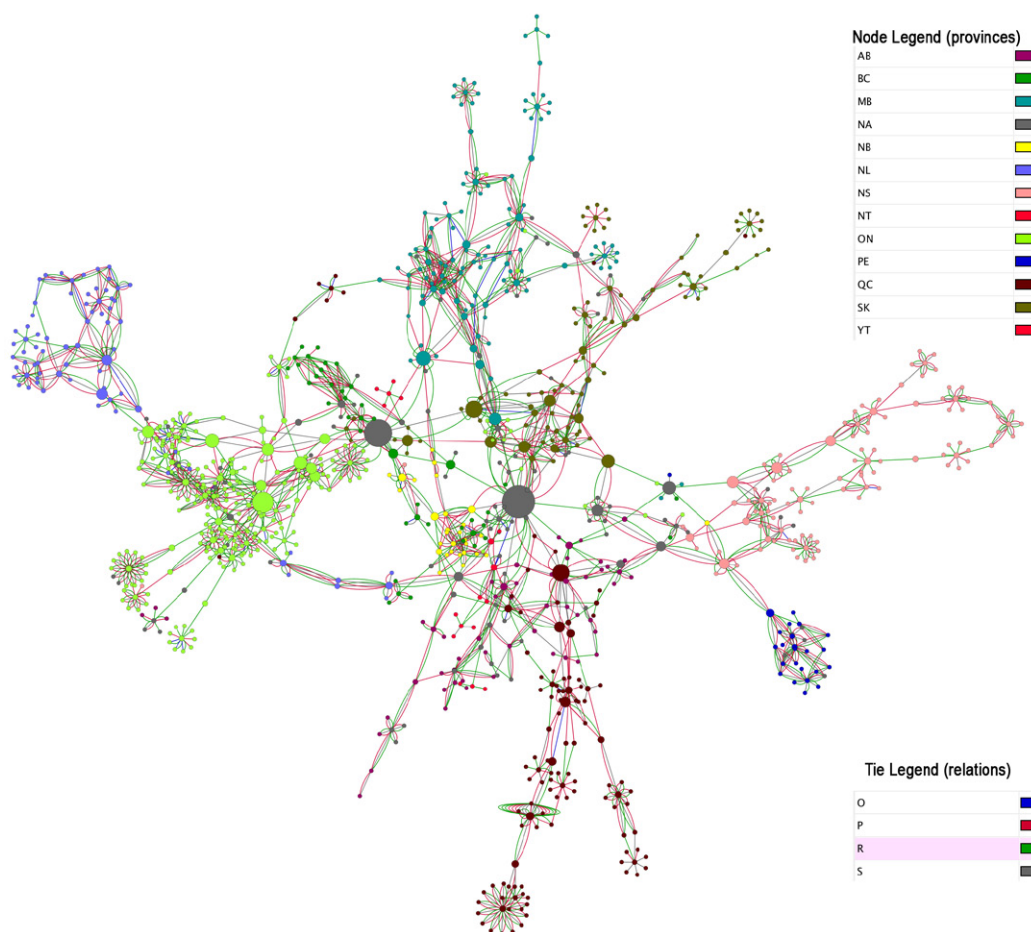 Node Legend (provinces)
AB
BC
MB
NA
NB
NL
NS
NT
ON
PE
QC
SK
YT
Tie Legend (relations)
O
P
R
S